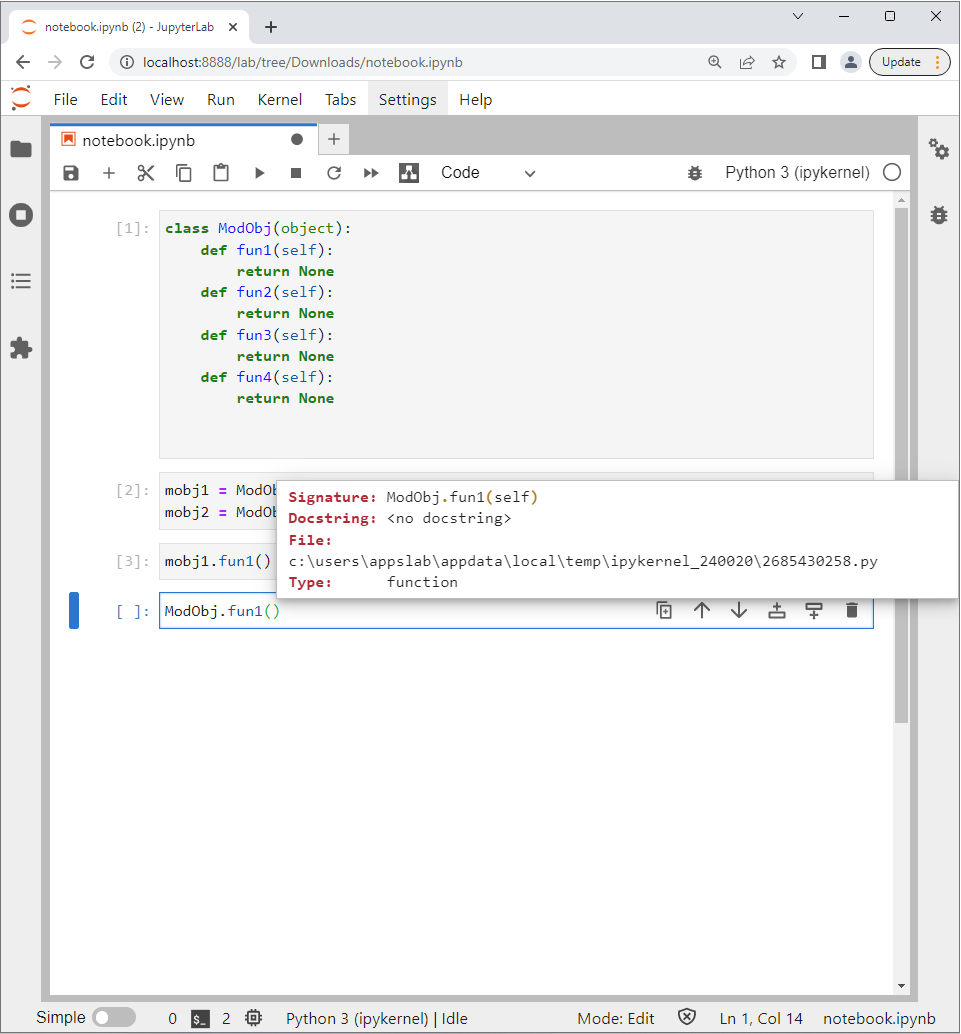 notebook.ipynb (2) - JupyterLab
localhost:8888/lab/tree/Downloads/notebook.ipynb
Update
File Edit View Run Kernel Tabs Settings Help
notebook.ipynb
Code
Python 3 (ipykernel)
[1]:
class ModObj(object):
def fun1(self):
return None
def fun2(self):
return None
def fun3(self):
return None
def fun4(self):
return None
[2]:
mobj1 = ModOb
mobj2 = ModOb
Signature: ModObj.fun1(self)
Docstring: <no docstring>
File:
c:\users\appslab\appdata\local\temp\ipykernel_240020\2685430258.py
Type: function
[3]:
mobj1.fun1()
[ ]:
ModObj.fun1()
Simple 0 $_ 2 Python 3 (ipykernel) | Idle Mode: Edit Ln 1, Col 14 notebook.ipynb